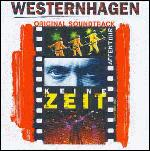 WESTERNHAGEN
ORIGINAL SOUNDTRACK
KEINE
ZEIT